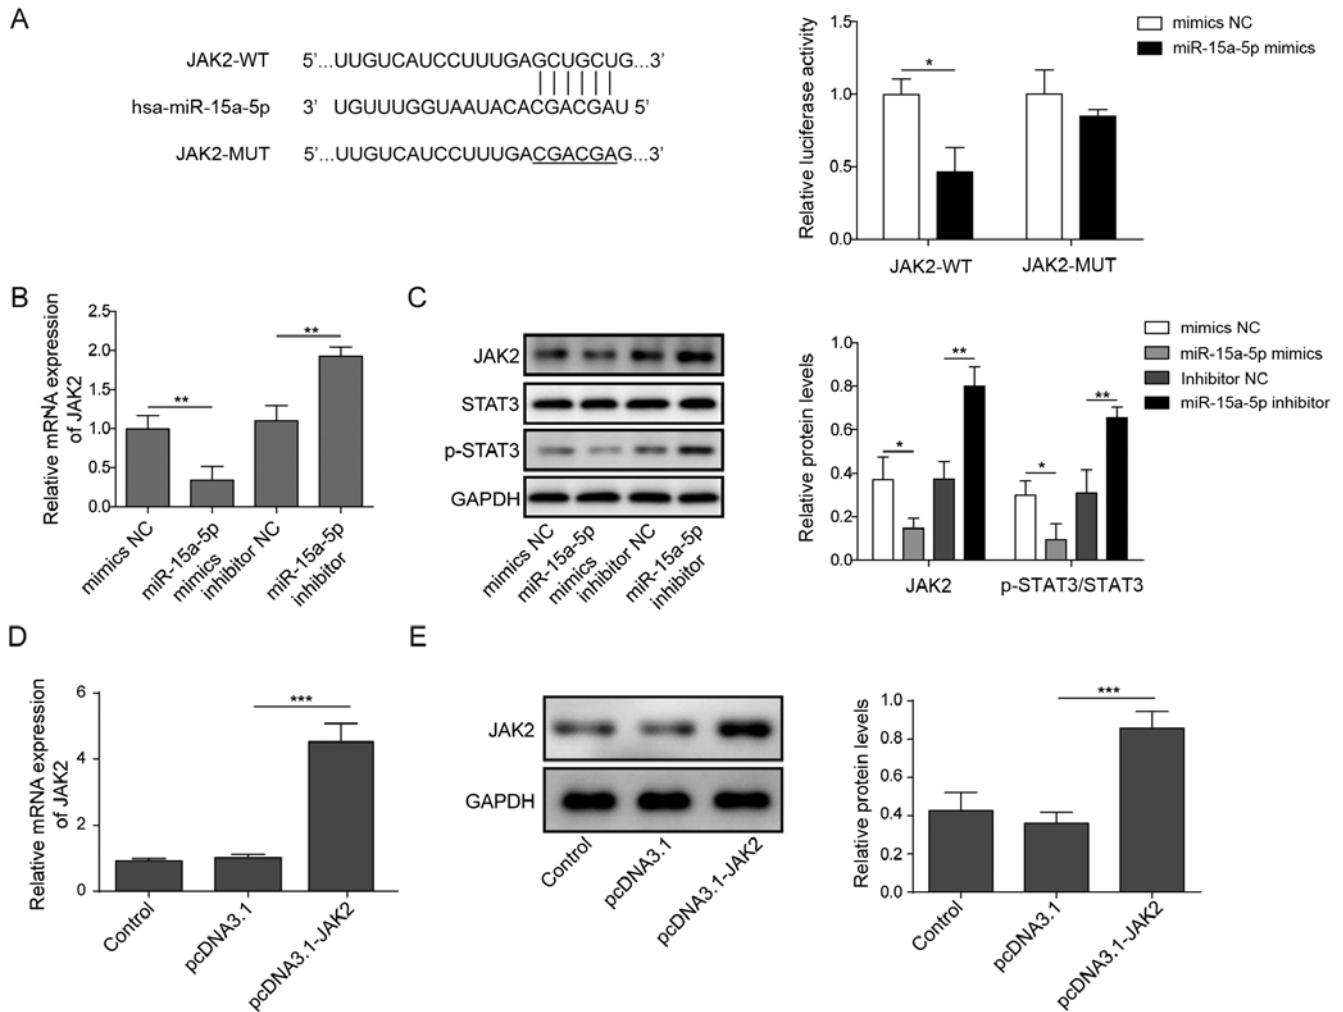 A
JAK2-WT 5'...UUGUCAUCCUUUGAGCUGCUG...3'
hsa-miR-15a-5p 3' UGUUUGGUAAUACACGACGAU 5'
JAK2-MUT 5'...UUGUCAUCCUUUGACGACGAG...3'
Relative luciferase activity
1.5
1.0
0.5
0.0
*
JAK2-WT
JAK2-MUT
mimics NC
miR-15a-5p mimics
B
Relative mRNA expression
of JAK2
2.5
2.0
1.5
1.0
0.5
0.0
**
**
mimics NC
miR-15a-5p
mimics
inhibitor NC
miR-15a-5p
inhibitor
C
JAK2
STAT3
p-STAT3
GAPDH
mimics NC
miR-15a-5p
mimics
inhibitor NC
miR-15a-5p
inhibitor
Relative protein levels
1.0
0.8
0.6
0.4
0.2
0.0
*
**
*
**
JAK2
p-STAT3/STAT3
mimics NC
miR-15a-5p mimics
Inhibitor NC
miR-15a-5p inhibitor
D
Relative mRNA expression
of JAK2
6
4
2
0
***
Control
pcDNA3.1
pcDNA3.1-JAK2
E
JAK2
GAPDH
Control
pcDNA3.1
pcDNA3.1-JAK2
Relative protein levels
1.0
0.8
0.6
0.4
0.2
0.0
***
Control
pcDNA3.1
pcDNA3.1-JAK2